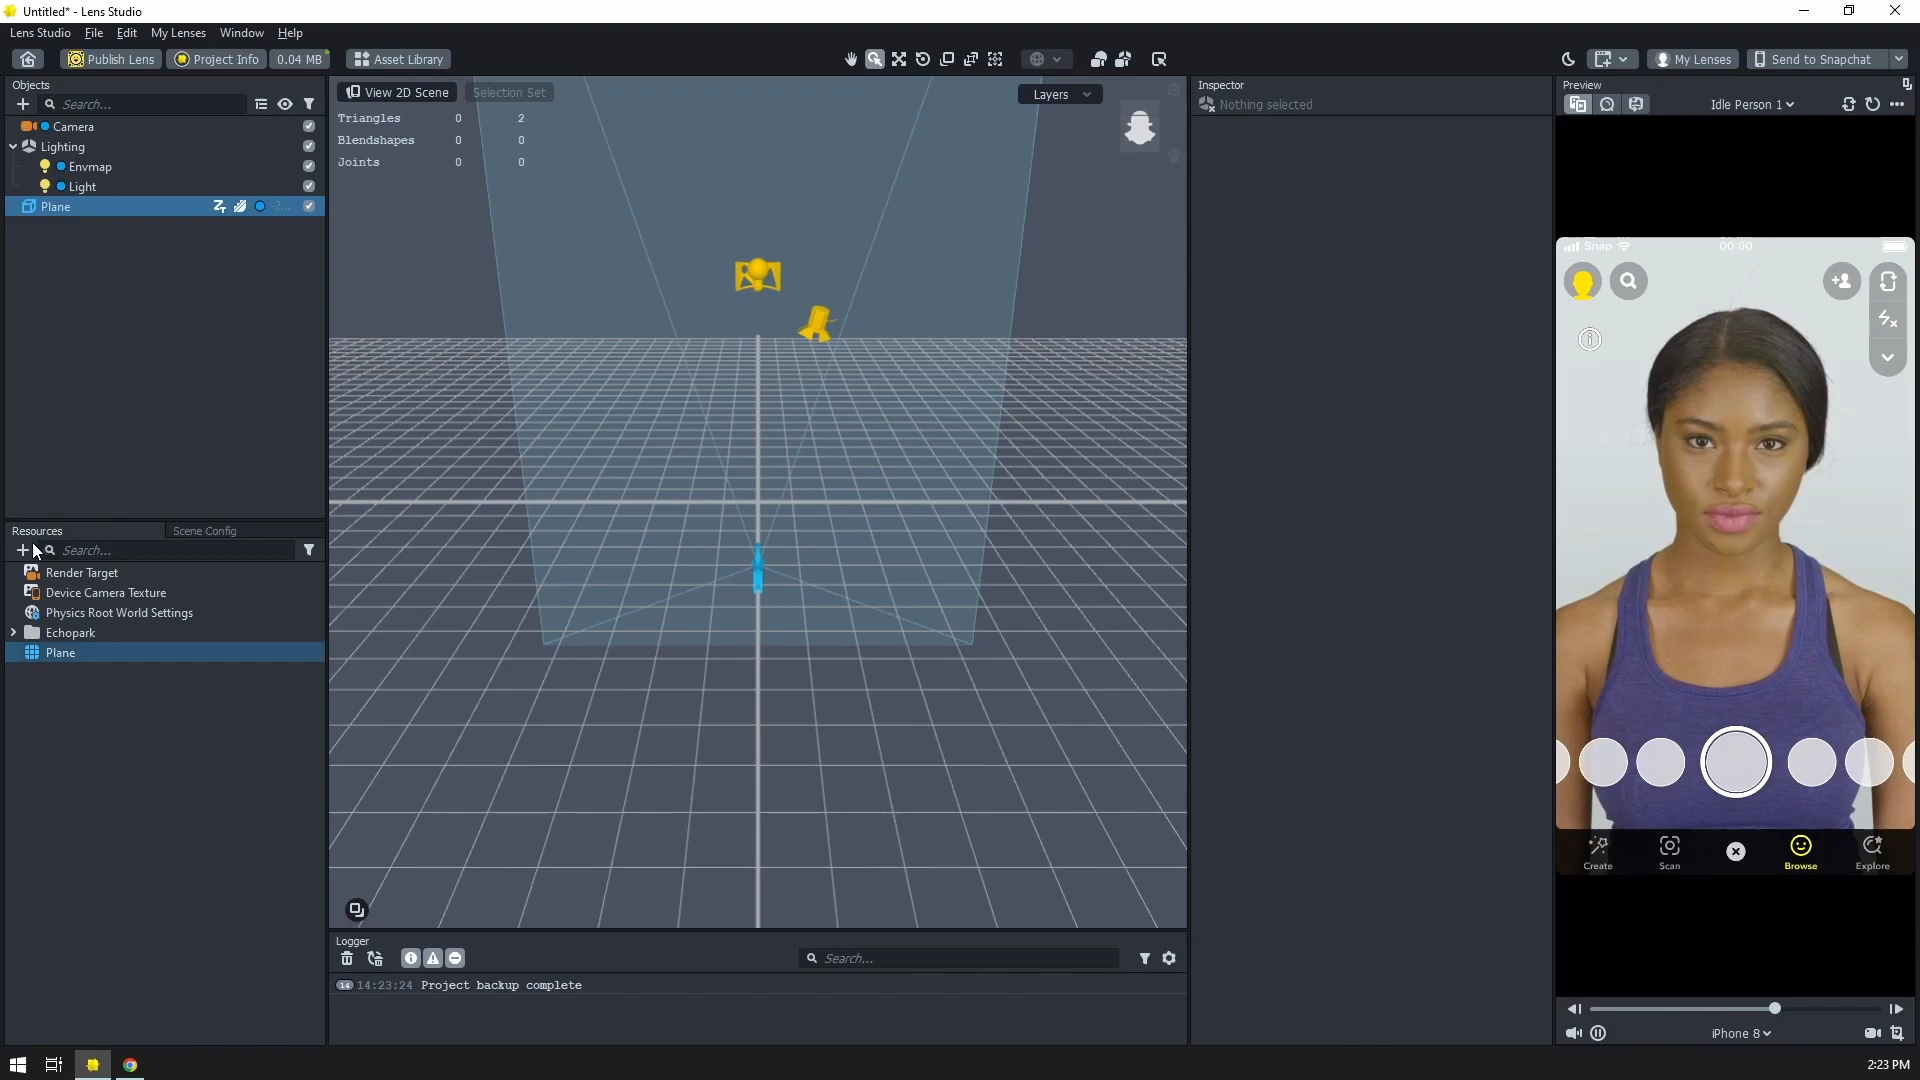 Untitled* - Lens Studio
Lens Studio File Edit My Lenses Window Help
Publish Lens Project Info 0.04 MB Asset Library My Lenses Send to Snapchat
Objects
Search...
Camera
Lighting
Envmap
Light
Plane -2...
Resources Scene Config
Search...
Render Target
Device Camera Texture
Physics Root World Settings
Echopark
Plane
View 2D Scene Selection Set Layers
Triangles 0 2
Blendshapes 0 0
Joints 0 0
Logger
Search...
14 14:23:24 Project backup complete
Inspector
Nothing selected
Preview
Idle Person 1
Snap 00:00
Create Scan Browse Explore
iPhone 8
2:23 PM